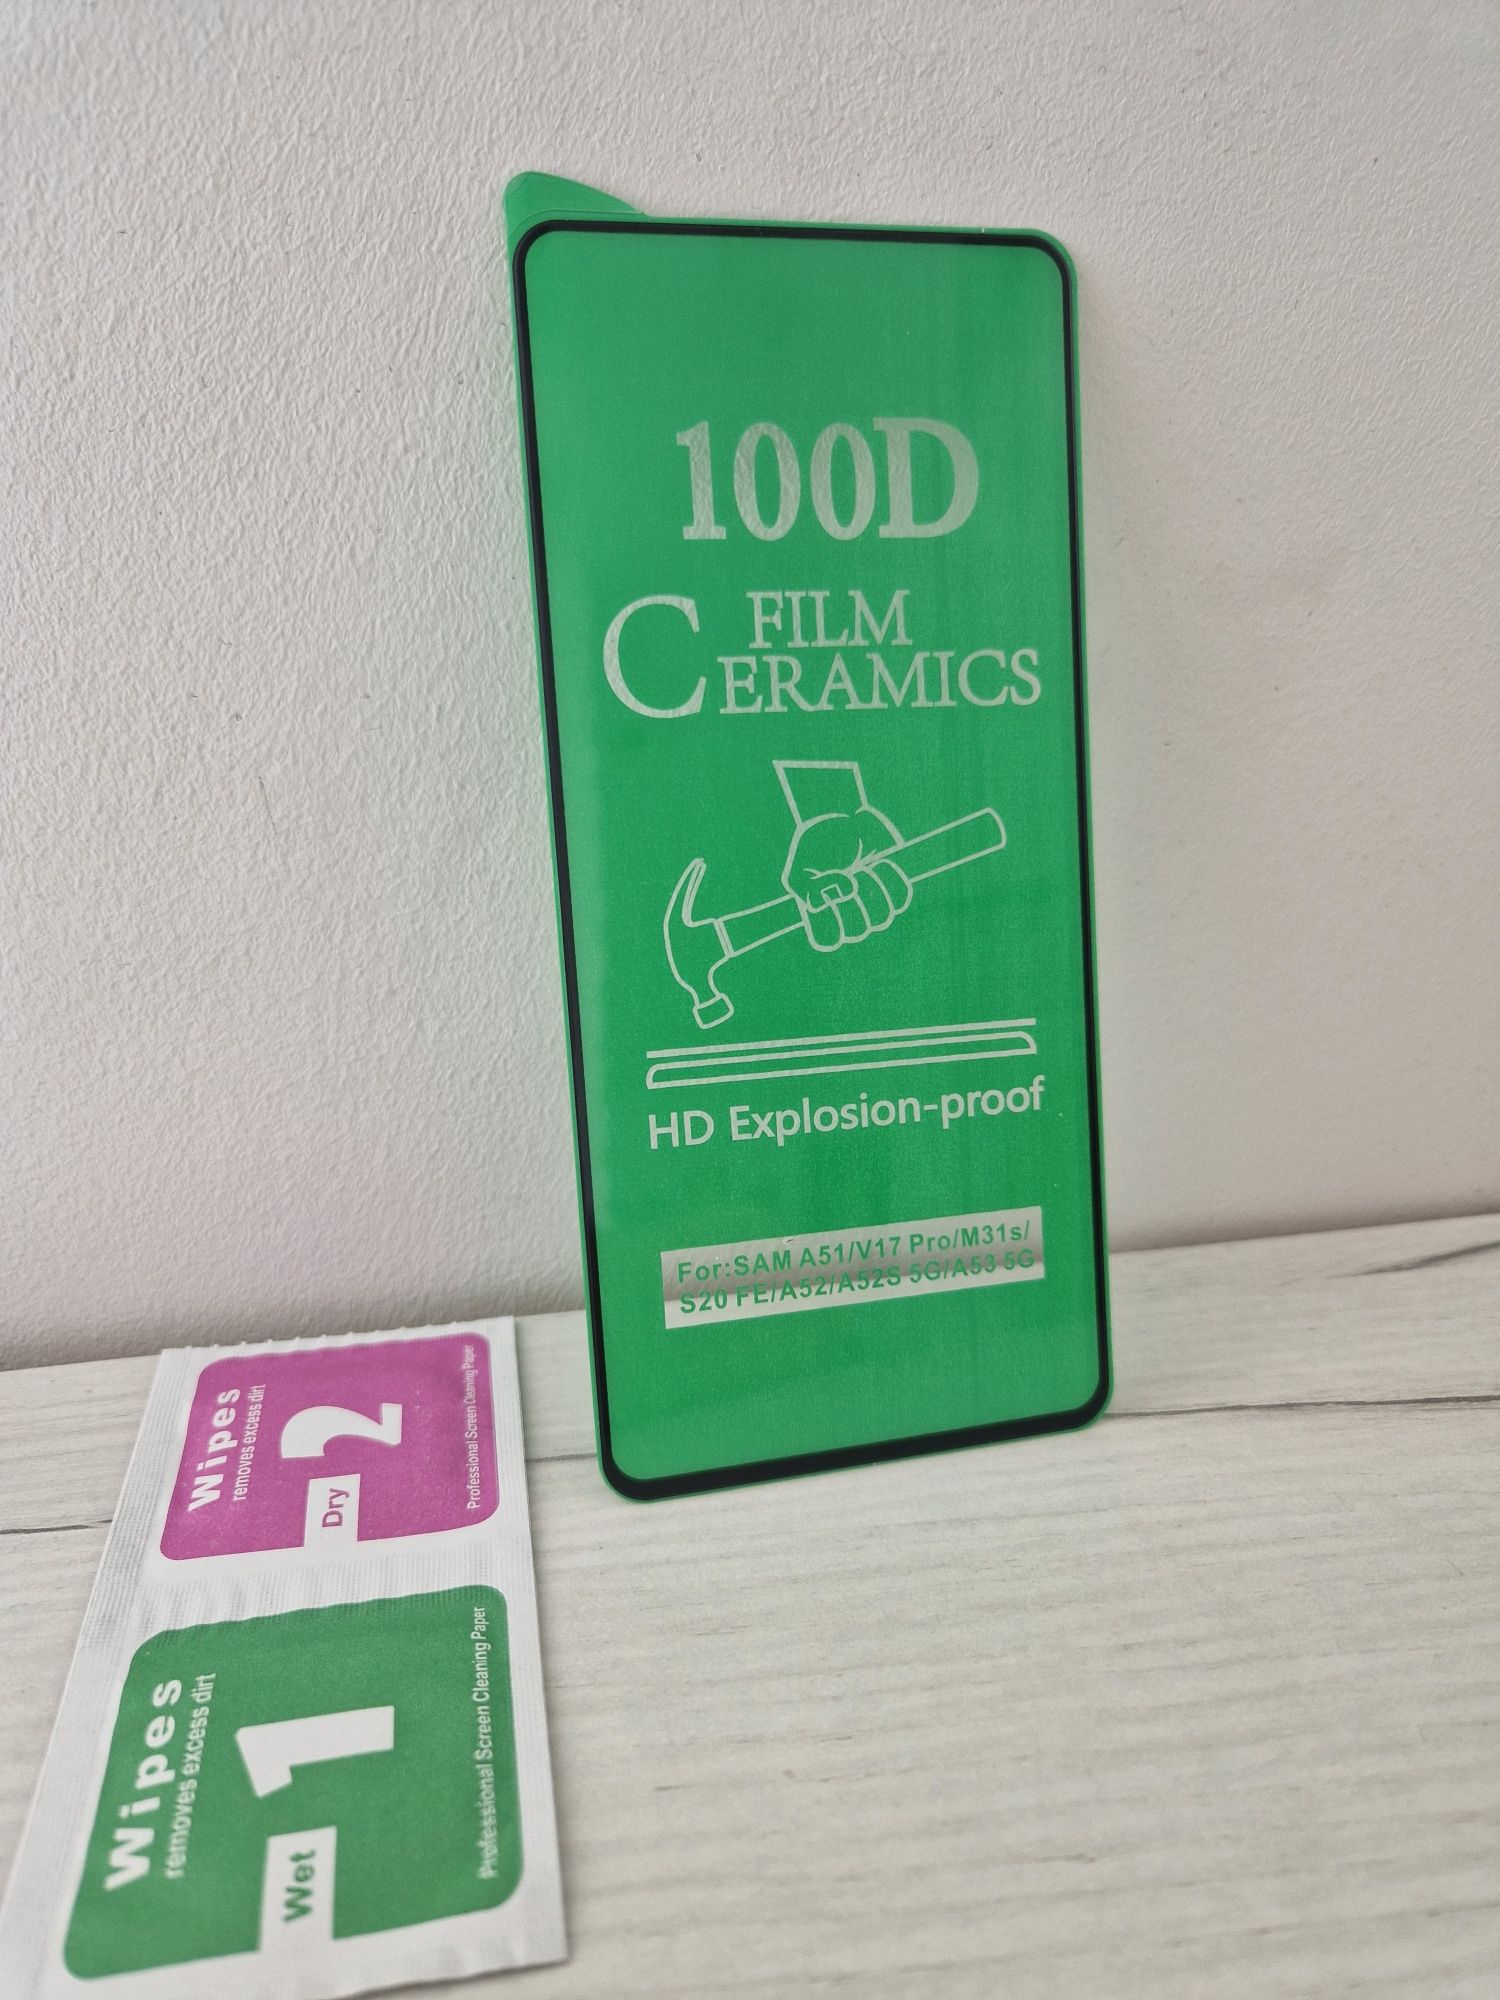 100D
FILM
CERAMICS
HD Explosion-proof
For:SAM A51/V17 Pro/M31s/
S20 FE/A52/A52S 5G/A53 5G
Wipes
removes excess dirt
2
Dry
Professional Screen Cleaning Paper
Wipes
removes excess dirt
1
Wet
Professional Screen Cleaning Paper